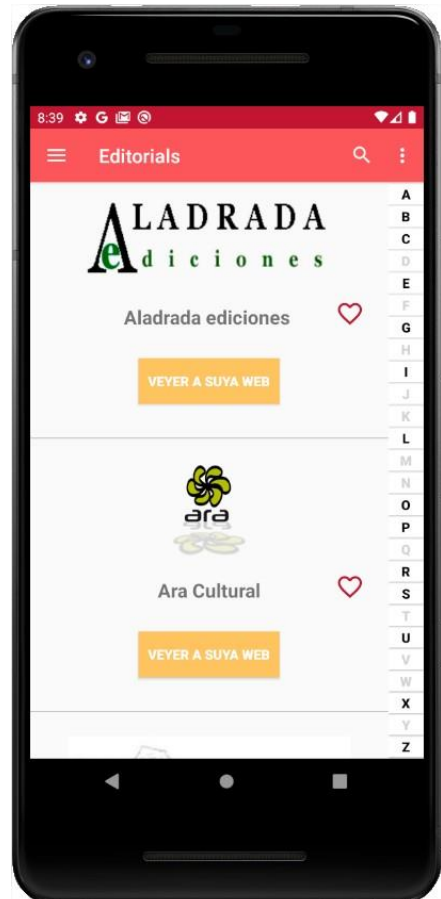 8:39
Editorials
ALADRADA
ediciones
Aladrada ediciones
VEYER A SUYA WEB
ara
Ara Cultural
VEYER A SUYA WEB
A
B
C
D
E
F
G
H
I
J
K
L
M
N
O
P
Q
R
S
T
U
V
W
X
Y
Z